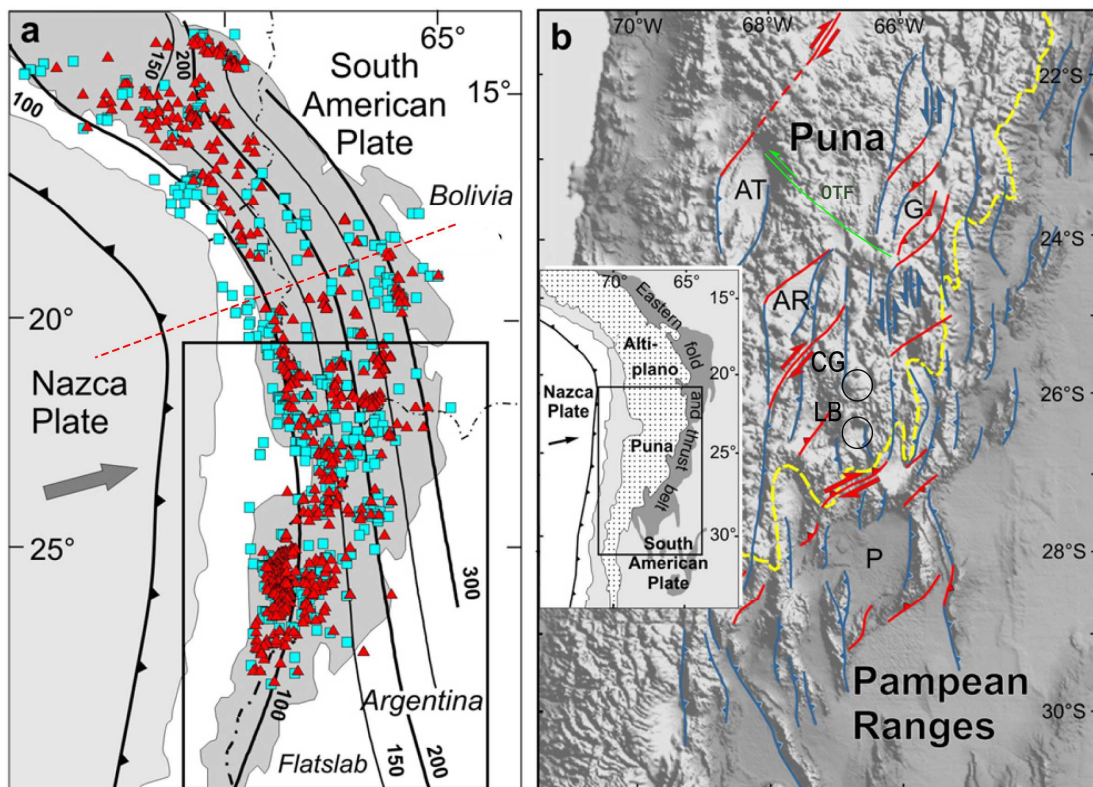 a
65°
150
200
100
South
American
Plate
15°
Bolivia
20°
Nazca
Plate
25°
300
Argentina
100
150
200
Flatslab
b
70°W
68°W
66°W
22°S
Puna
AT
OTF
G
24°S
AR
CG
LB
26°S
P
28°S
Pampean
Ranges
30°S
70°
65°
15°
Eastern
fold
and thrust
belt
Alti-
plano
20°
Nazca
Plate
Puna
25°
30°
South
American
Plate